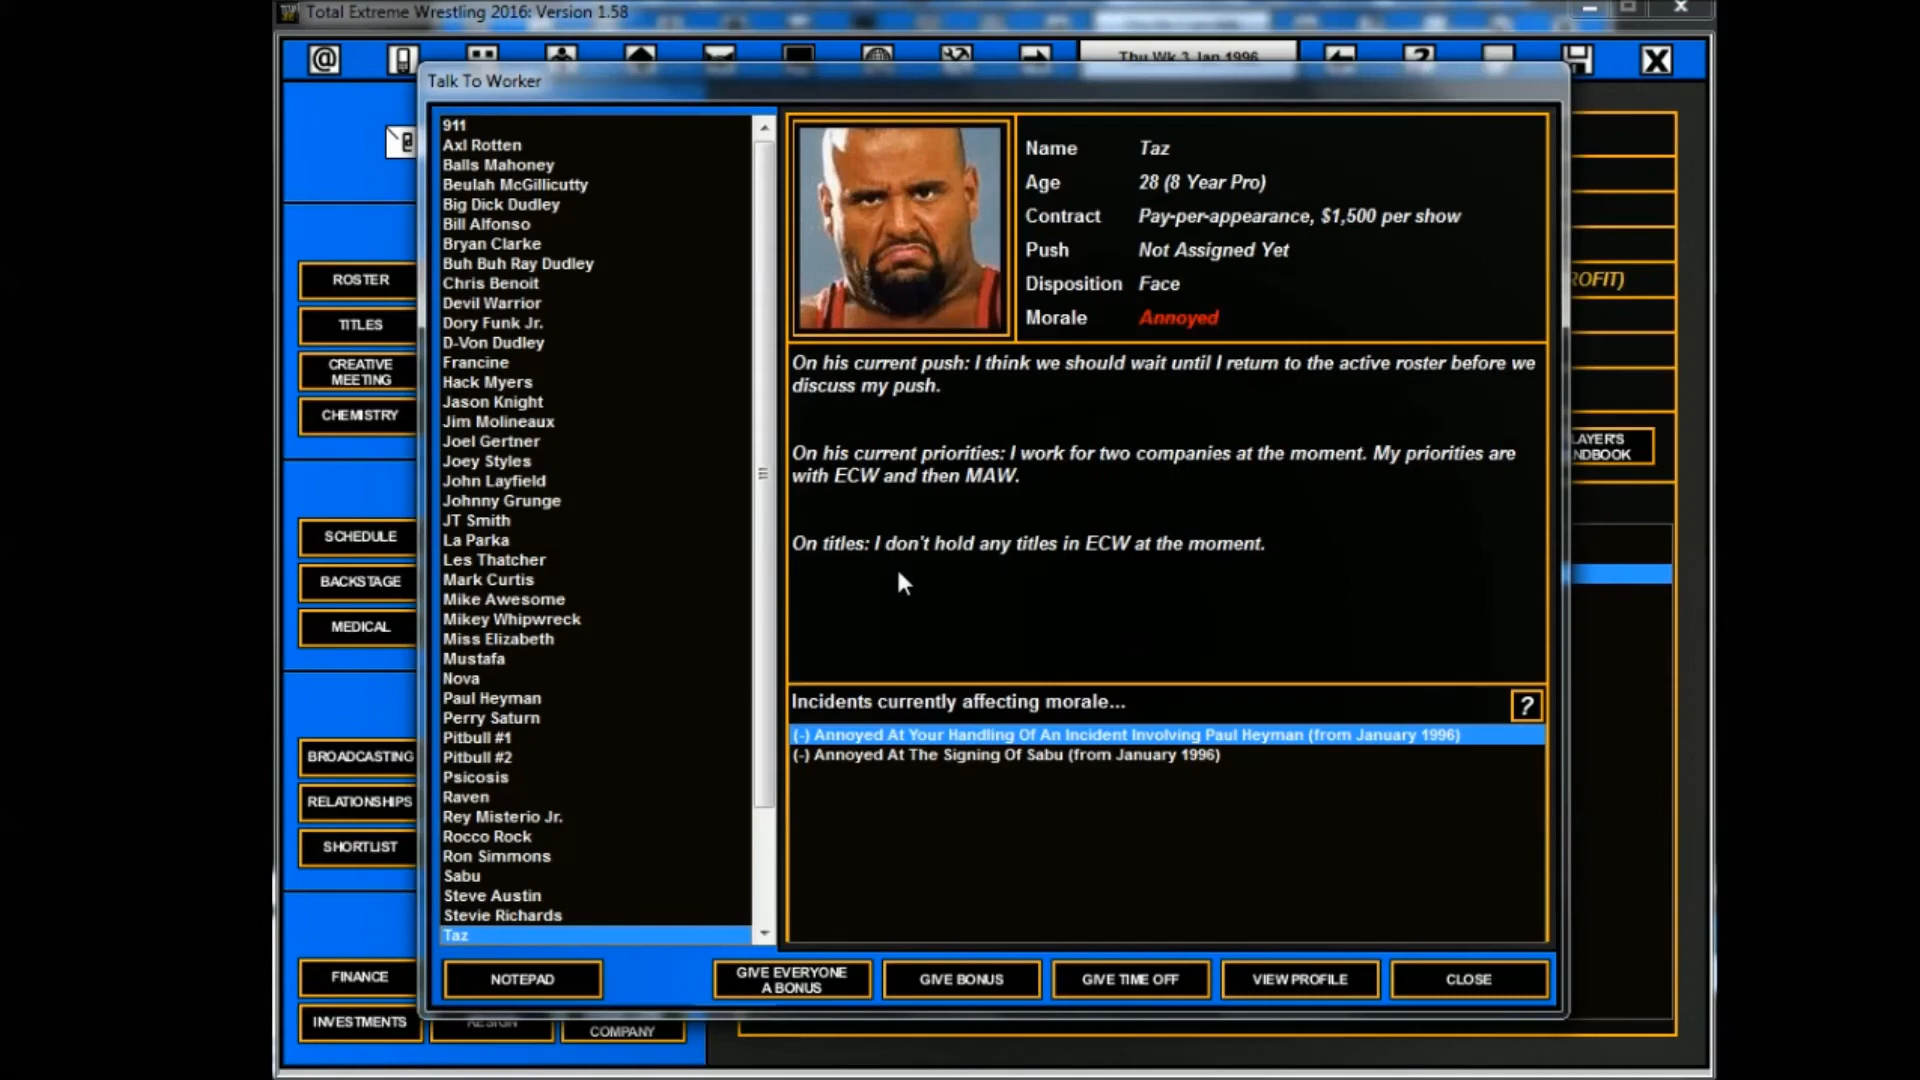 Total Extreme Wrestling 2016: Version 1.58
Thu Wk 3 Jan 1996
Talk To Worker
ROSTER
TITLES
CREATIVE
MEETING
CHEMISTRY
SCHEDULE
BACKSTAGE
MEDICAL
BROADCASTING
RELATIONSHIPS
SHORTLIST
FINANCE
INVESTMENTS
RESIGN
COMPANY
911
Axl Rotten
Balls Mahoney
Beulah McGillicutty
Big Dick Dudley
Bill Alfonso
Bryan Clarke
Buh Buh Ray Dudley
Chris Benoit
Devil Warrior
Dory Funk Jr.
D-Von Dudley
Francine
Hack Myers
Jason Knight
Jim Molineaux
Joel Gertner
Joey Styles
John Layfield
Johnny Grunge
JT Smith
La Parka
Les Thatcher
Mark Curtis
Mike Awesome
Mikey Whipwreck
Miss Elizabeth
Mustafa
Nova
Paul Heyman
Perry Saturn
Pitbull #1
Pitbull #2
Psicosis
Raven
Rey Misterio Jr.
Rocco Rock
Ron Simmons
Sabu
Steve Austin
Stevie Richards
Taz
Name Taz
Age 28 (8 Year Pro)
Contract Pay-per-appearance, $1,500 per show
Push Not Assigned Yet
Disposition Face
Morale Annoyed
On his current push: I think we should wait until I return to the active roster before we
discuss my push.
On his current priorities: I work for two companies at the moment. My priorities are
with ECW and then MAW.
On titles: I don't hold any titles in ECW at the moment.
Incidents currently affecting morale...
?
(-) Annoyed At Your Handling Of An Incident Involving Paul Heyman (from January 1996)
(-) Annoyed At The Signing Of Sabu (from January 1996)
NOTEPAD
GIVE EVERYONE
A BONUS
GIVE BONUS
GIVE TIME OFF
VIEW PROFILE
CLOSE
ROFIT)
LAYER'S
NDBOOK